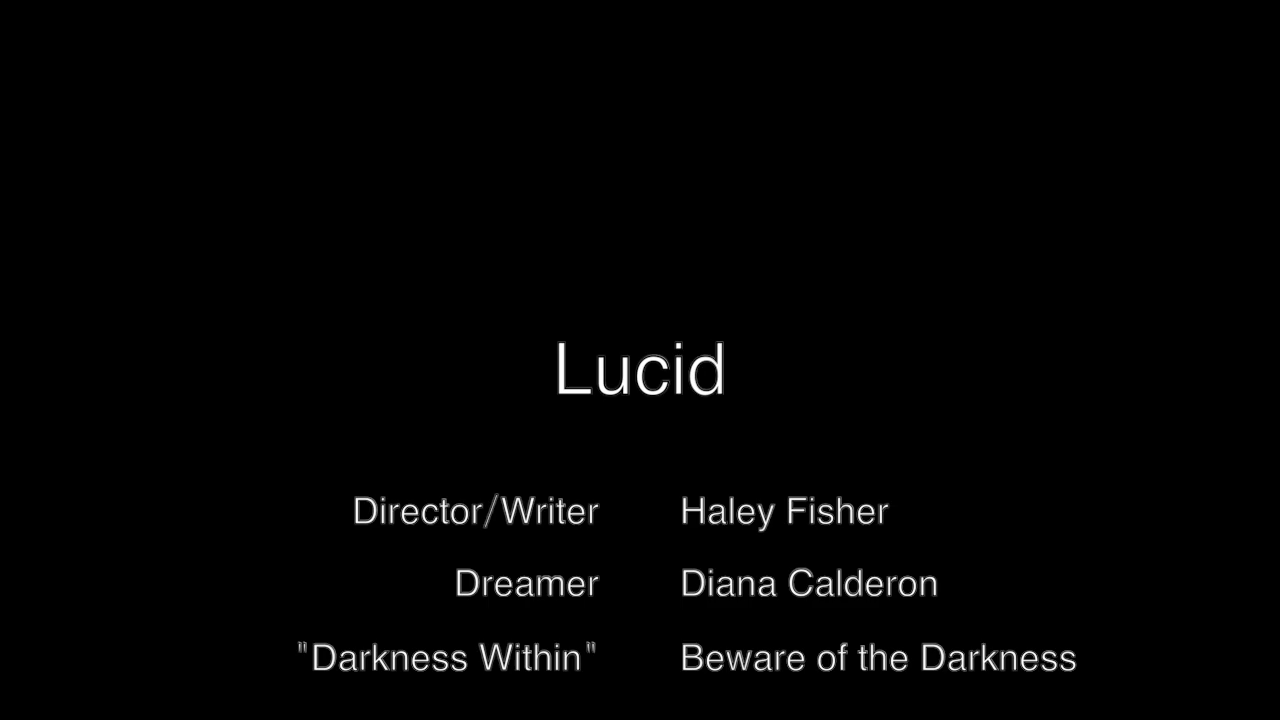 Lucid
Director/Writer Haley Fisher
Dreamer Diana Calderon
"Darkness Within" Beware of the Darkness